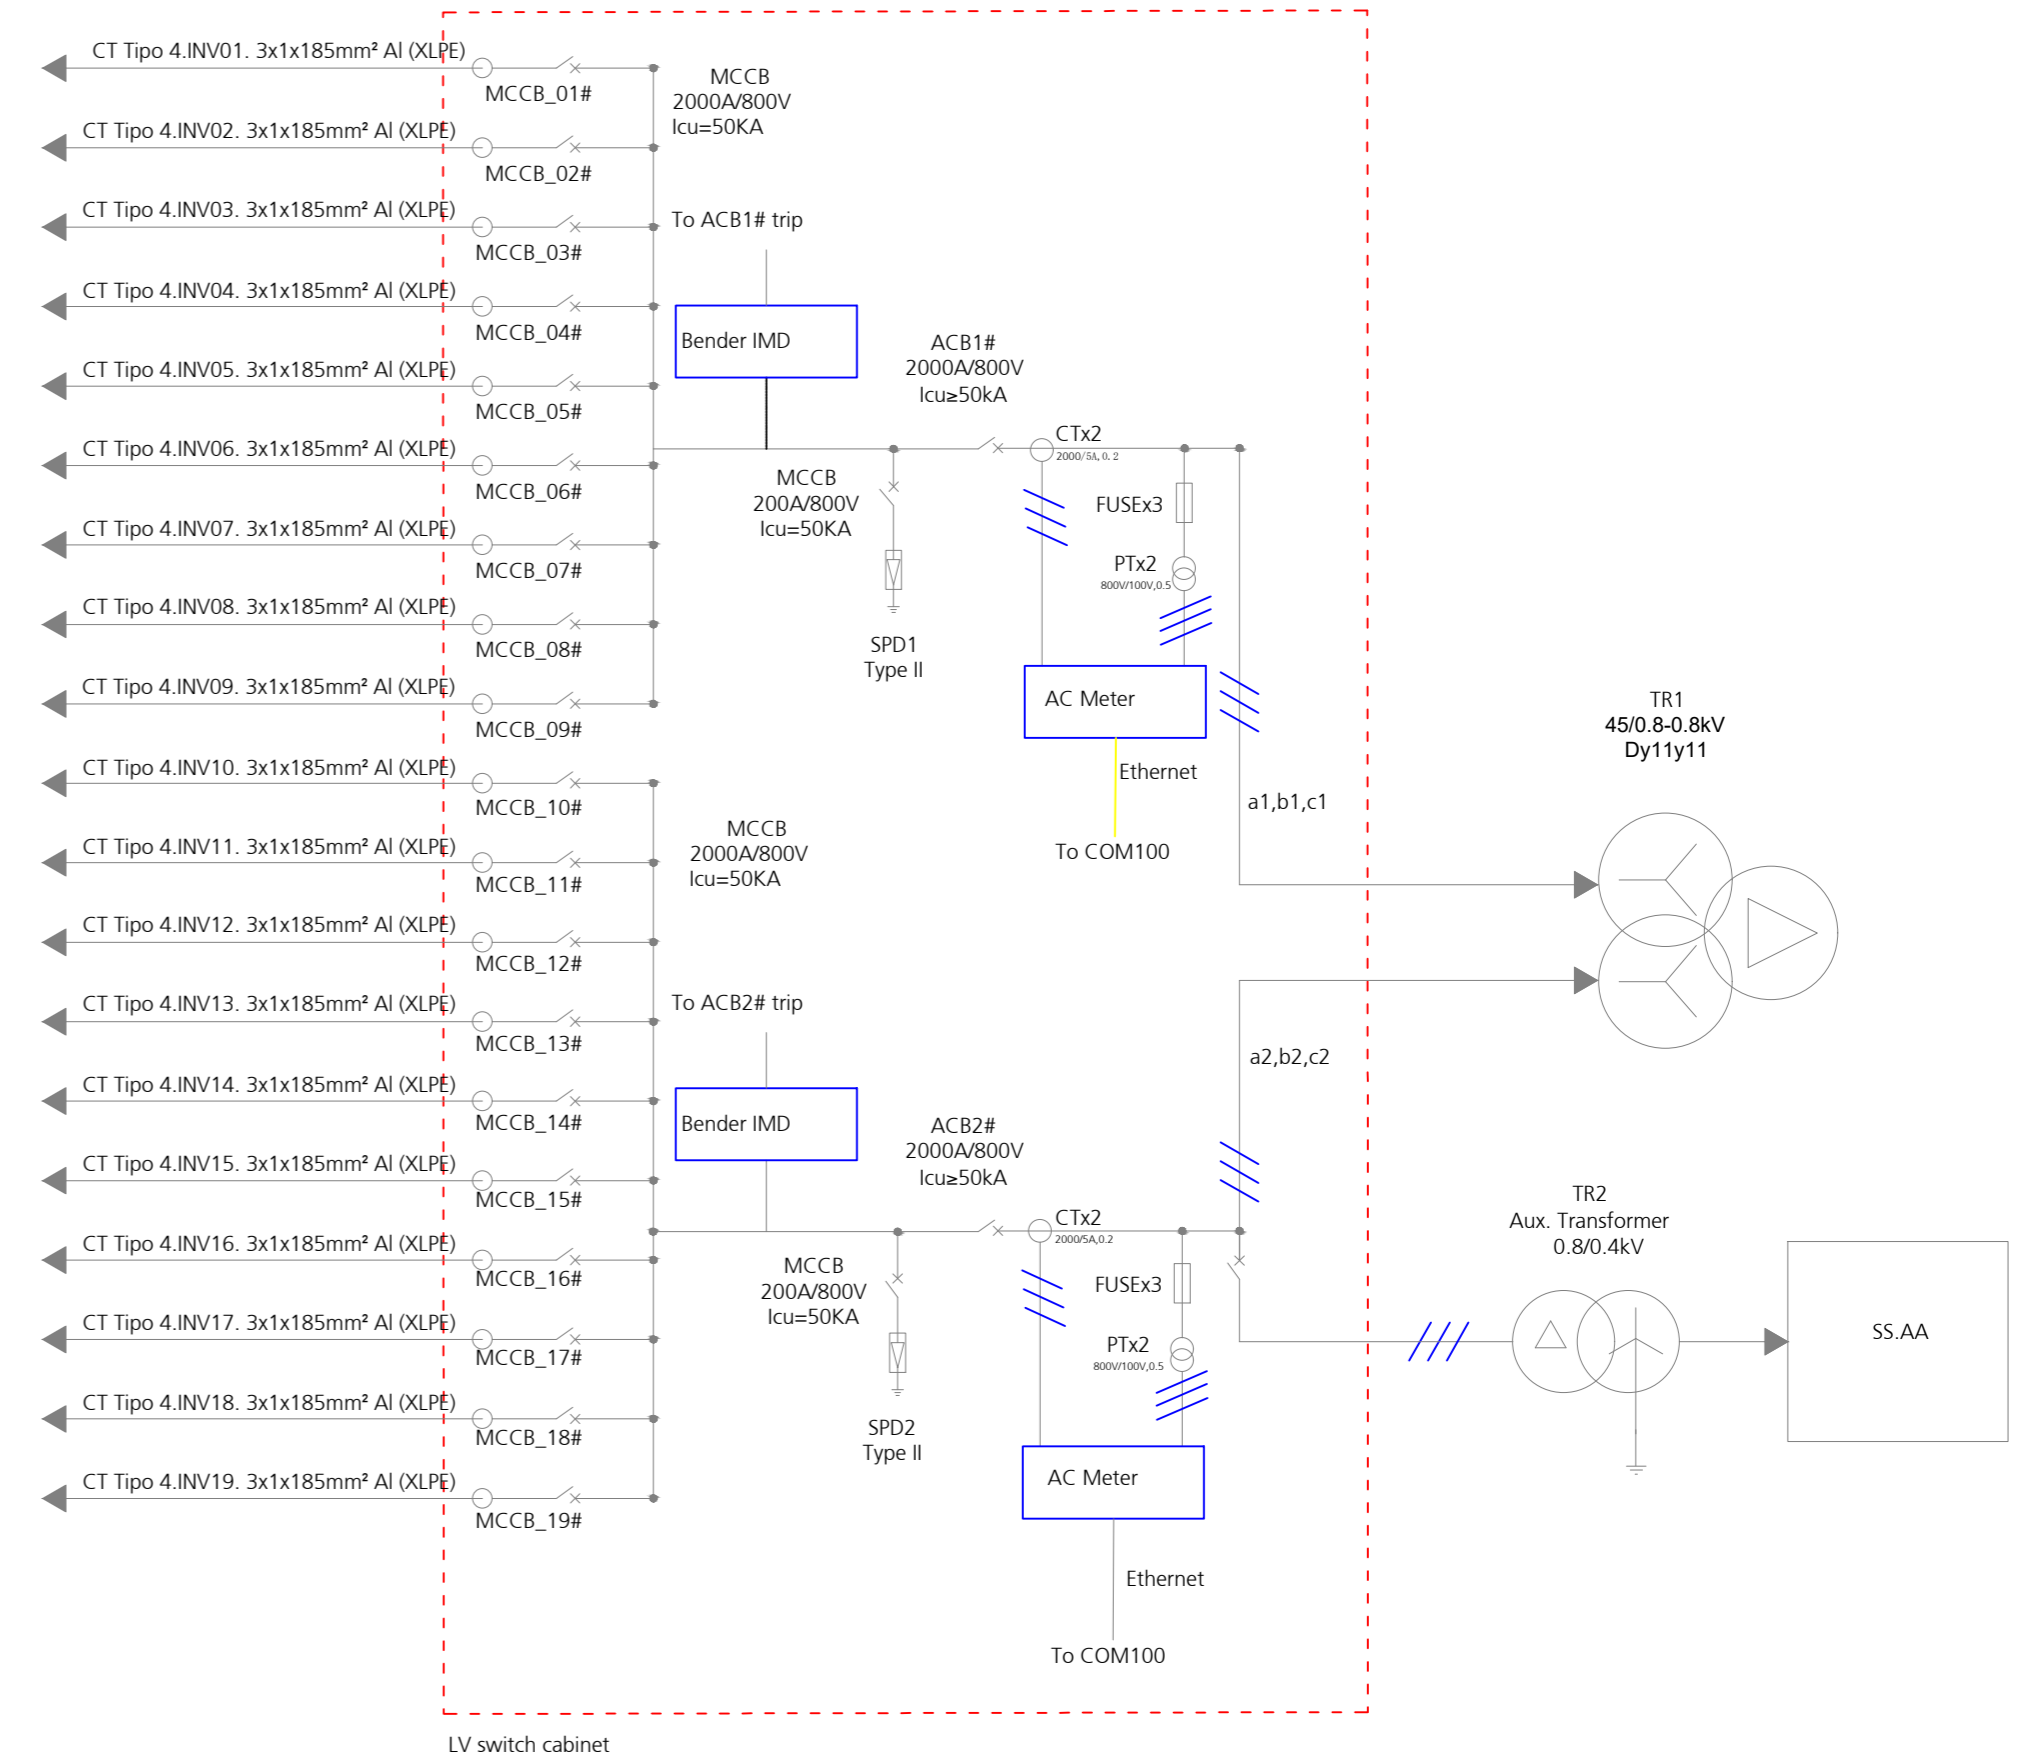 CT Tipo 4.INV01. 3x1x185mm² Al (XLPE)
MCCB_01#
CT Tipo 4.INV02. 3x1x185mm² Al (XLPE)
MCCB_02#
CT Tipo 4.INV03. 3x1x185mm² Al (XLPE)
MCCB_03#
CT Tipo 4.INV04. 3x1x185mm² Al (XLPE)
MCCB_04#
CT Tipo 4.INV05. 3x1x185mm² Al (XLPE)
MCCB_05#
CT Tipo 4.INV06. 3x1x185mm² Al (XLPE)
MCCB_06#
CT Tipo 4.INV07. 3x1x185mm² Al (XLPE)
MCCB_07#
CT Tipo 4.INV08. 3x1x185mm² Al (XLPE)
MCCB_08#
CT Tipo 4.INV09. 3x1x185mm² Al (XLPE)
MCCB_09#
CT Tipo 4.INV10. 3x1x185mm² Al (XLPE)
MCCB_10#
CT Tipo 4.INV11. 3x1x185mm² Al (XLPE)
MCCB_11#
CT Tipo 4.INV12. 3x1x185mm² Al (XLPE)
MCCB_12#
CT Tipo 4.INV13. 3x1x185mm² Al (XLPE)
MCCB_13#
CT Tipo 4.INV14. 3x1x185mm² Al (XLPE)
MCCB_14#
CT Tipo 4.INV15. 3x1x185mm² Al (XLPE)
MCCB_15#
CT Tipo 4.INV16. 3x1x185mm² Al (XLPE)
MCCB_16#
CT Tipo 4.INV17. 3x1x185mm² Al (XLPE)
MCCB_17#
CT Tipo 4.INV18. 3x1x185mm² Al (XLPE)
MCCB_18#
CT Tipo 4.INV19. 3x1x185mm² Al (XLPE)
MCCB_19#
MCCB
2000A/800V
Icu=50KA
To ACB1# trip
Bender IMD
ACB1#
2000A/800V
Icu≥50kA
CTx2
2000/5A,0.2
MCCB
200A/800V
Icu=50KA
FUSEx3
PTx2
800V/100V,0.5
SPD1
Type II
AC Meter
Ethernet
To COM100
a1,b1,c1
TR1
45/0.8-0.8kV
Dy11y11
MCCB
2000A/800V
Icu=50KA
To ACB2# trip
Bender IMD
ACB2#
2000A/800V
Icu≥50kA
a2,b2,c2
CTx2
2000/5A,0.2
MCCB
200A/800V
Icu=50KA
FUSEx3
PTx2
800V/100V,0.5
SPD2
Type II
AC Meter
Ethernet
To COM100
TR2
Aux. Transformer
0.8/0.4kV
SS.AA
LV switch cabinet